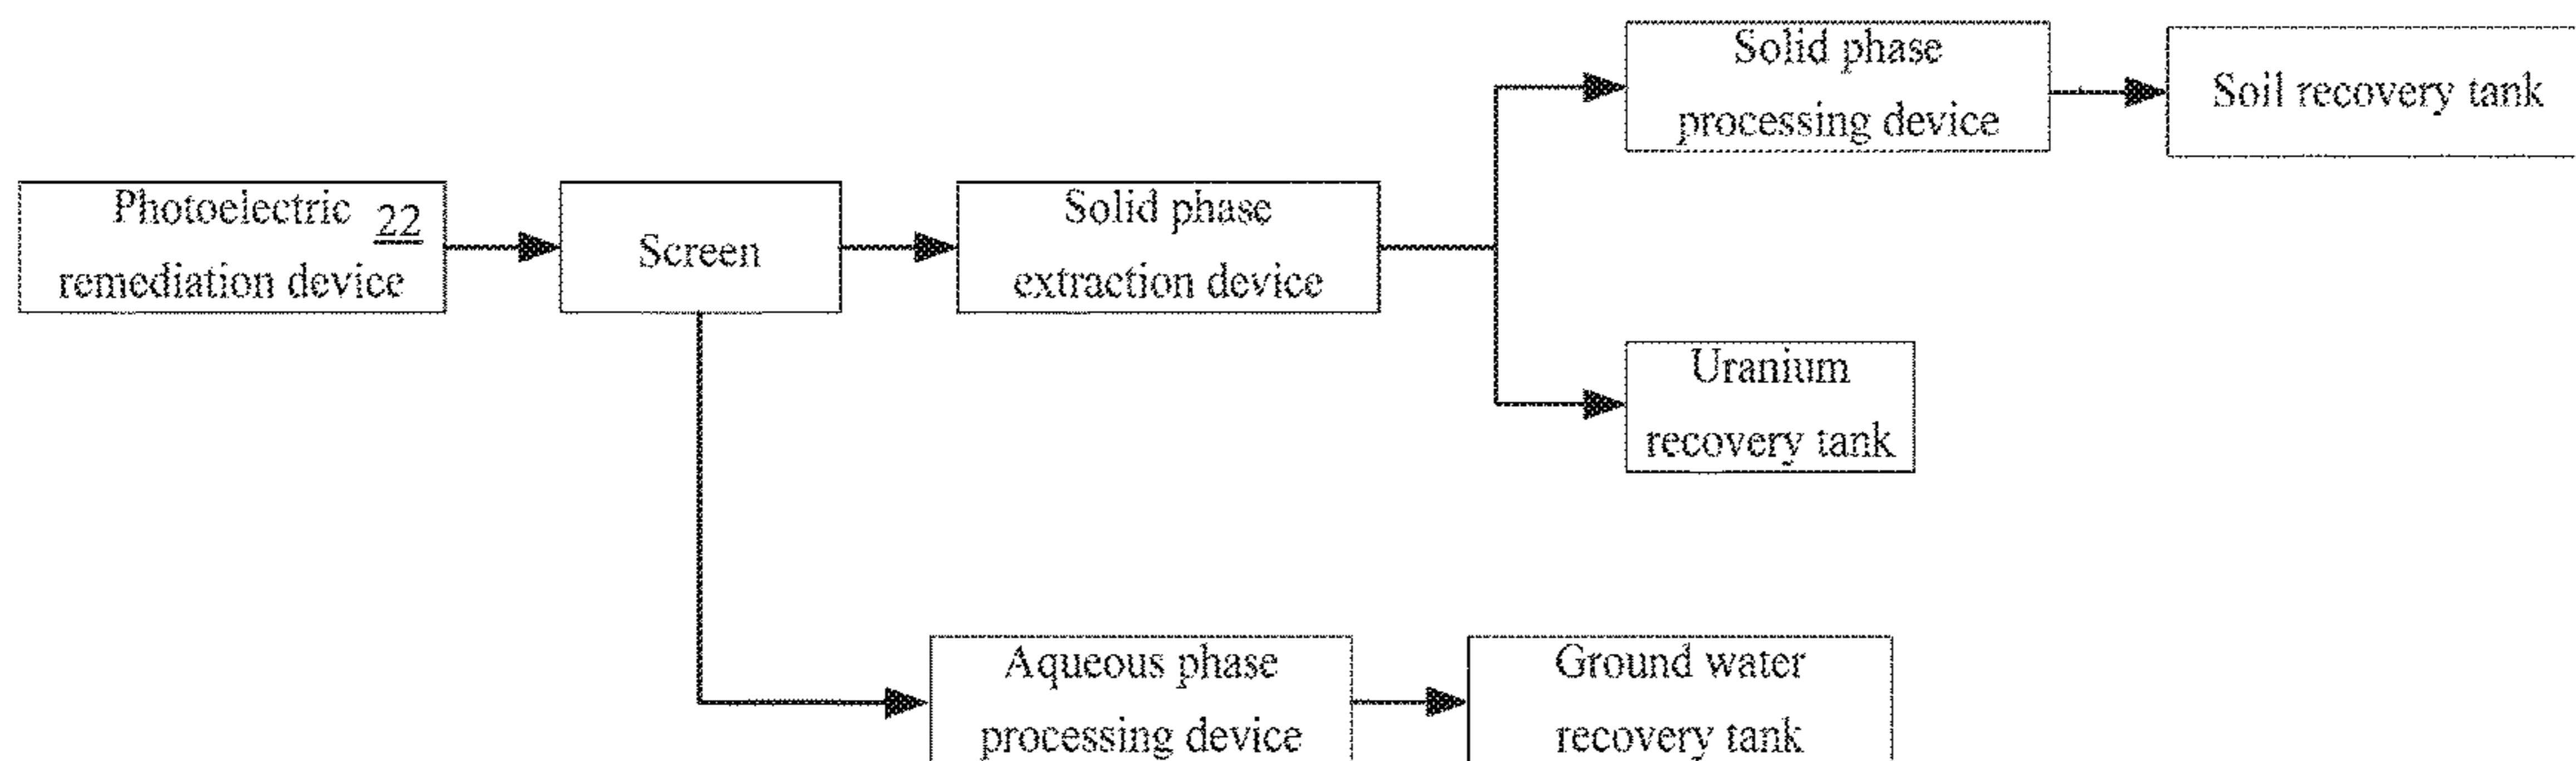 Solid phase
processing device
Soil recovery tank
Photoelectric 22
remediation device
Screen
Solid phase
extraction device
Uranium
recovery tank
Aqueous phase
processing device
Ground water
recovery tank